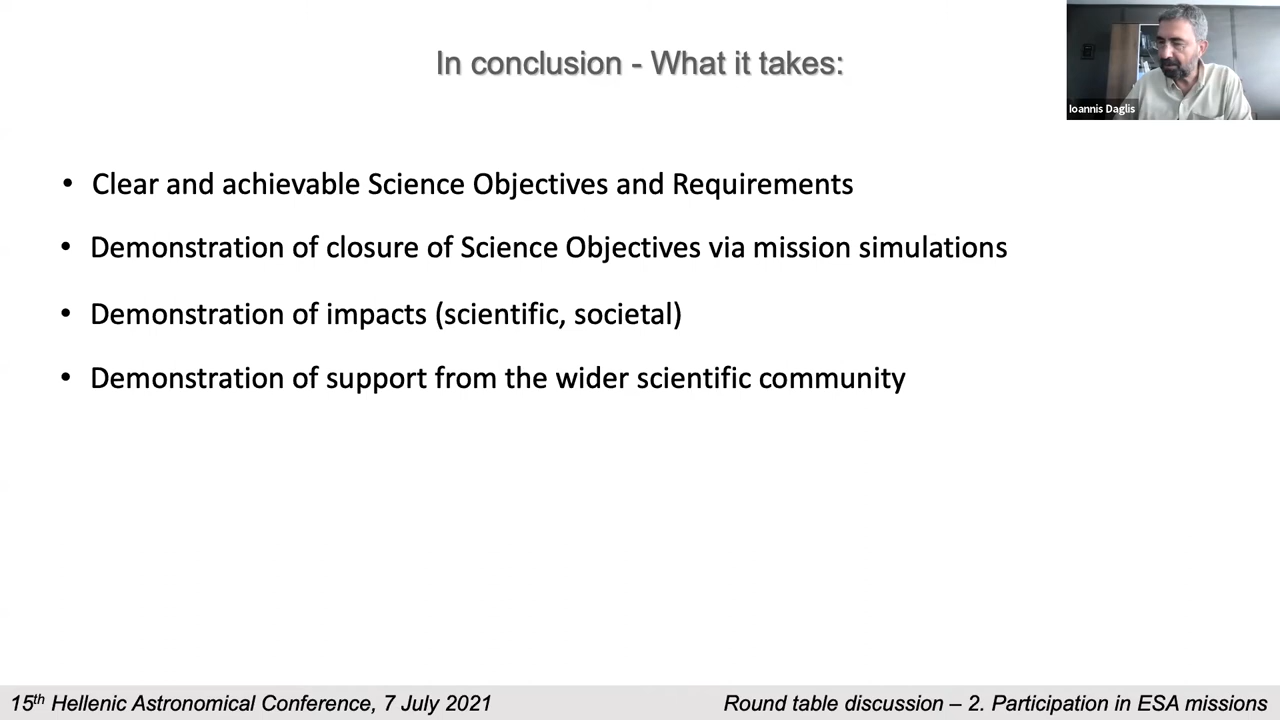 In conclusion - What it takes:
Ioannis Daglis
• Clear and achievable Science Objectives and Requirements
• Demonstration of closure of Science Objectives via mission simulations
• Demonstration of impacts (scientific, societal)
• Demonstration of support from the wider scientific community
15th Hellenic Astronomical Conference, 7 July 2021
Round table discussion – 2. Participation in ESA missions